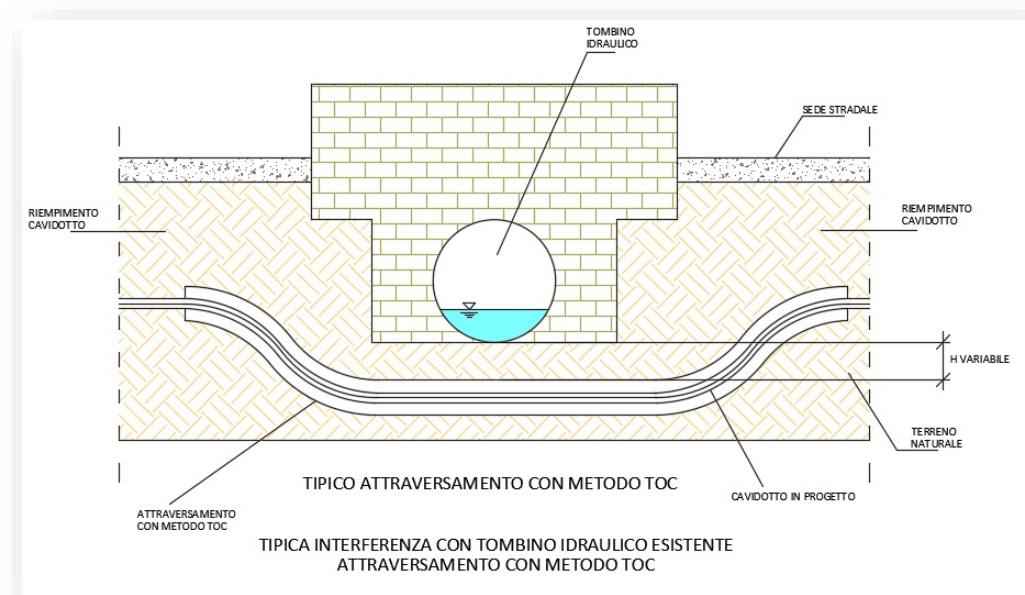 TOMBINO
IDRAULICO
SEDE STRADALE
RIEMPIMENTO
CAVIDOTTO
RIEMPIMENTO
CAVIDOTTO
H VARIABILE
TERRENO
NATURALE
TIPICO ATTRAVERSAMENTO CON METODO TOC
CAVIDOTTO IN PROGETTO
ATTRAVERSAMENTO
CON METODO TOC
TIPICA INTERFERENZA CON TOMBINO IDRAULICO ESISTENTE
ATTRAVERSAMENTO CON METODO TOC